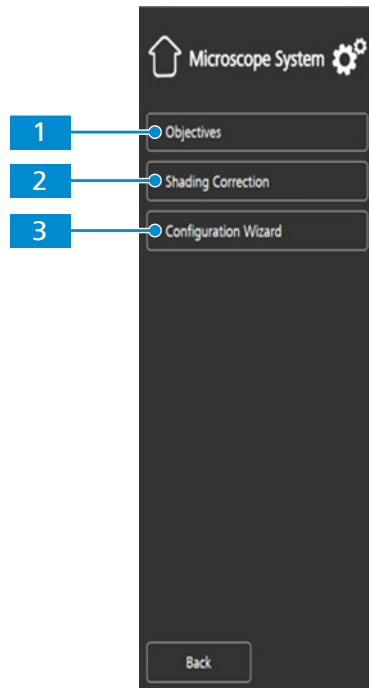 Microscope System
1 Objectives
2 Shading Correction
3 Configuration Wizard
Back